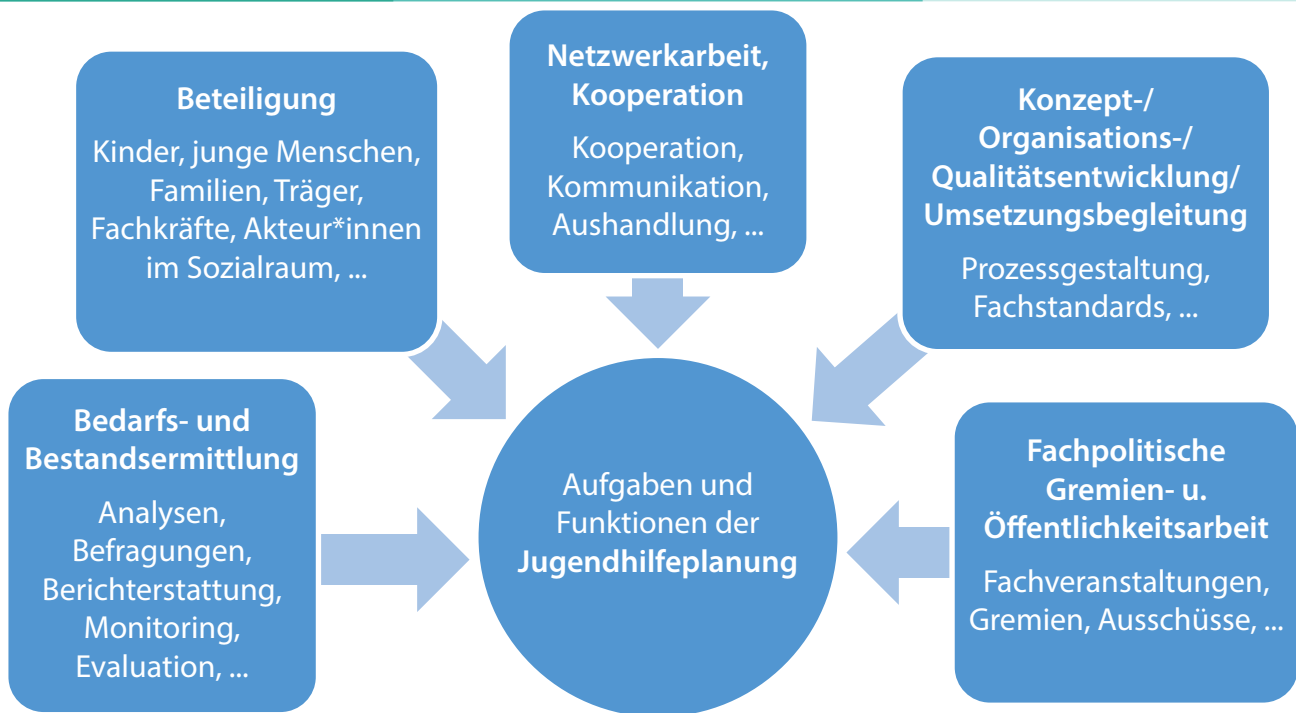 Beteiligung
Kinder, junge Menschen,
Familien, Träger,
Fachkräfte, Akteur*innen
im Sozialraum, ...
Netzwerkarbeit,
Kooperation
Kooperation,
Kommunikation,
Aushandlung, ...
Konzept-/
Organisations-/
Qualitätsentwicklung/
Umsetzungsbegleitung
Prozessgestaltung,
Fachstandards, ...
Bedarfs- und
Bestandsermittlung
Analysen,
Befragungen,
Berichterstattung,
Monitoring,
Evaluation, ...
Aufgaben und
Funktionen der
Jugendhilfeplanung
Fachpolitische
Gremien- u.
Öffentlichkeitsarbeit
Fachveranstaltungen,
Gremien, Ausschüsse, ...